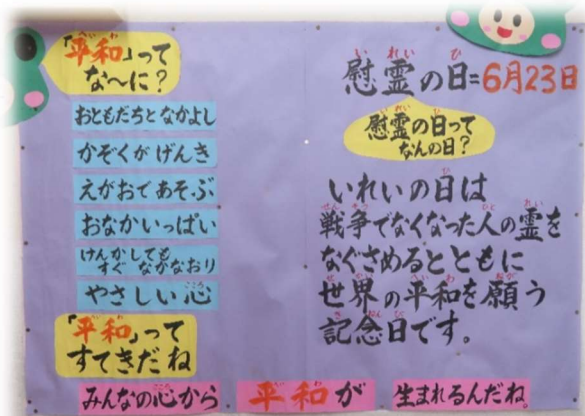 「平和」って
な〜に？
おともだちとなかよし
かぞくがげんき
えがおであそぶ
おなかいっぱい
けんかしても
すぐなかなおり
やさしい心
「平和」って
すてきだね
慰霊の日=6月23日
慰霊の日って
なんの日？
いれいの日は
戦争でなくなった人の霊を
なぐさめるとともに
世界の平和を願う
記念日です。
みんなの心から 平和が 生まれるんだね。